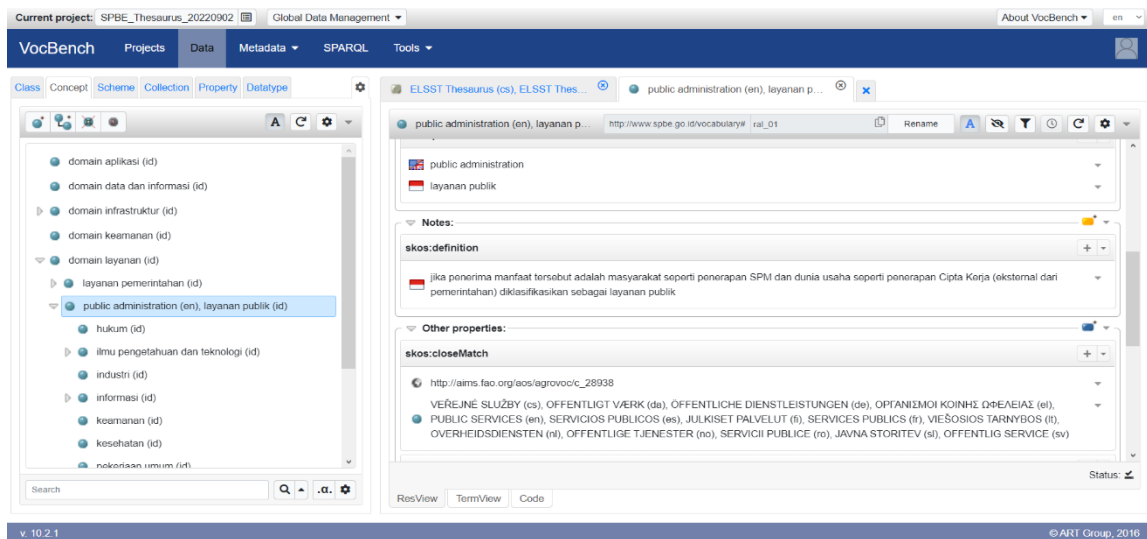 Current project: SPBE_Thesaurus_20220902 Global Data Management About VocBench en
VocBench Projects Data Metadata SPARQL Tools
Class Concept Scheme Collection Property Datatype
ELSST Thesaurus (cs), ELSST Thes...
public administration (en), layanan p...
A C
public administration (en), layanan p... http://www.spbe.go.id/vocabulary# ral_01 Rename A C
domain aplikasi (id)
domain data dan informasi (id)
domain infrastruktur (id)
domain keamanan (id)
domain layanan (id)
layanan pemerintahan (id)
public administration (en), layanan publik (id)
hukum (id)
ilmu pengetahuan dan teknologi (id)
industri (id)
informasi (id)
keamanan (id)
kesehatan (id)
pekerjaan umum (id)
Search .α.
public administration
layanan publik
Notes:
skos:definition
jika penerima manfaat tersebut adalah masyarakat seperti penerapan SPM dan dunia usaha seperti penerapan Cipta Kerja (eksternal dari
pemerintahan) diklasifikasikan sebagai layanan publik
Other properties:
skos:closeMatch
http://aims.fao.org/aos/agrovoc/c_28938
VEŘEJNÉ SLUŽBY (cs), OFFENTLIGT VÆRK (da), ÖFFENTLICHE DIENSTLEISTUNGEN (de), ΟΡΓΑΝΙΣΜΟΙ ΚΟΙΝΗΣ ΩΦΕΛΕΙΑΣ (el),
PUBLIC SERVICES (en), SERVICIOS PUBLICOS (es), JULKISET PALVELUT (fi), SERVICES PUBLICS (fr), VIEŠOSIOS TARNYBOS (lt),
OVERHEIDSDIENSTEN (nl), OFFENTLIGE TJENESTER (no), SERVICII PUBLICE (ro), JAVNA STORITEV (sl), OFFENTLIG SERVICE (sv)
Status:
ResView TermView Code
v. 10.2.1 © ART Group, 2016